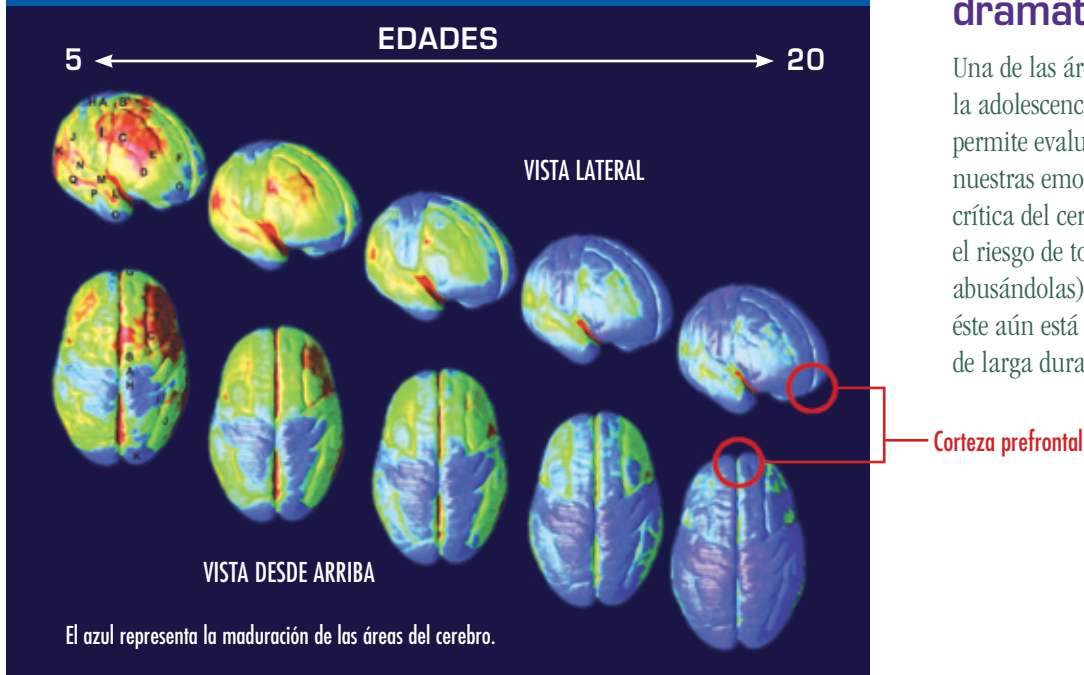 EDADES
5
20
VISTA LATERAL
H A B
I C
J
K
E F
N
D
Q M G
P L
O
G
C
B
A
H
I
J
K
VISTA DESDE ARRIBA
El azul representa la maduración de las áreas del cerebro.
Corteza prefrontal
dramat
Una de las ár
la adolescenc
permite evalu
nuestras emo
crítica del cer
el riesgo de to
abusándolas)
éste aún está
de larga dura